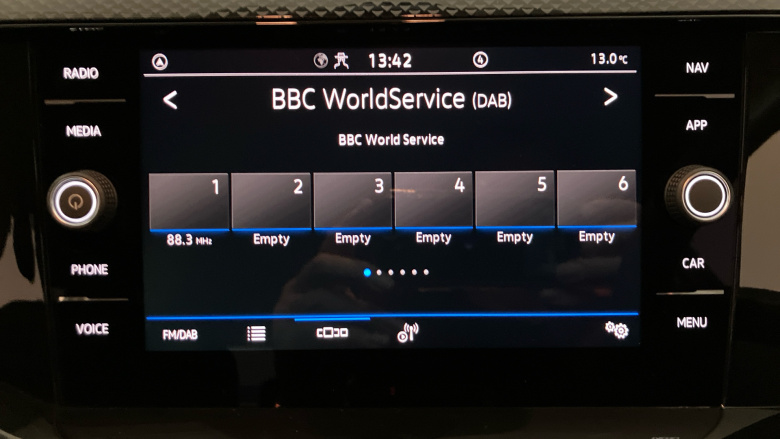 13:42
4
13.0°C
RADIO
NAV
< BBC WorldService (DAB) >
MEDIA
APP
BBC World Service
1 2 3 4 5 6
88.3 MHz Empty Empty Empty Empty Empty
PHONE
CAR
VOICE
FM/DAB
MENU